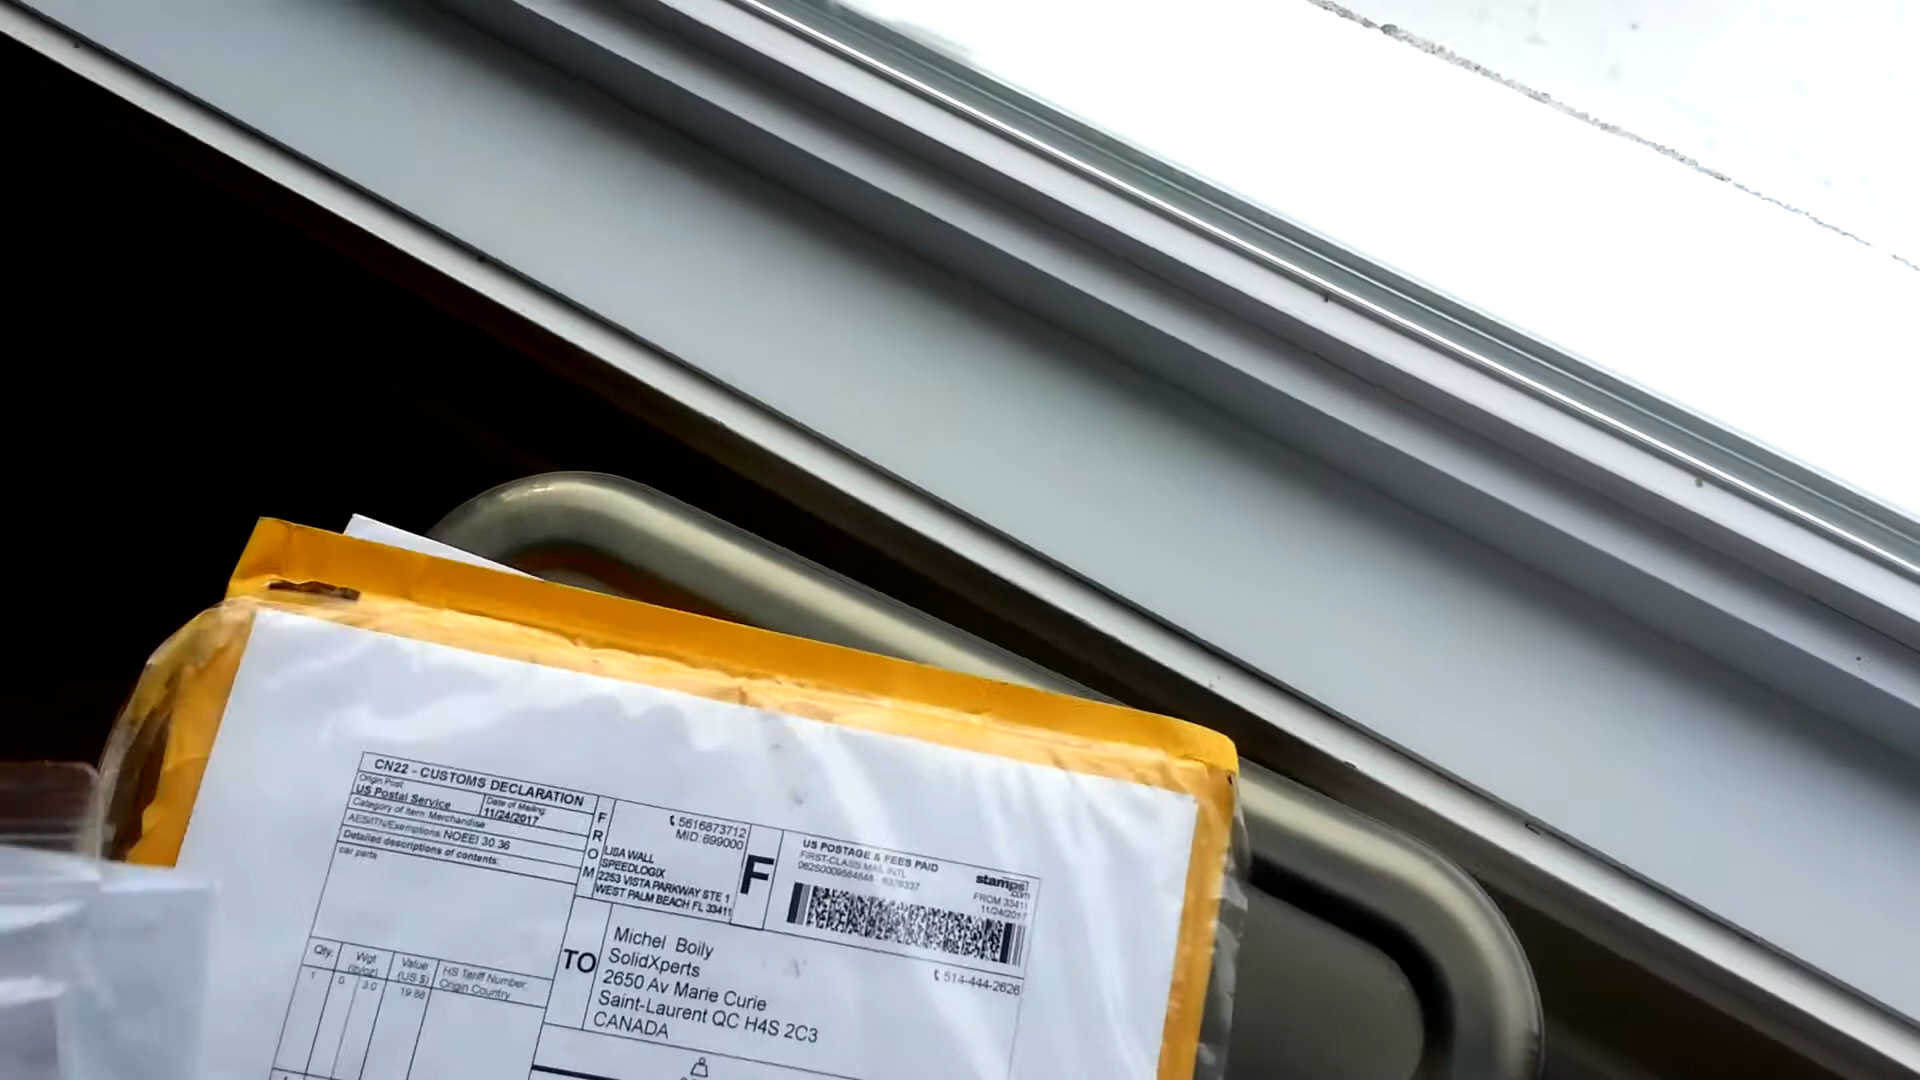 CN22 - CUSTOMS DECLARATION
Origin Post:
US Postal Service
Date of Mailing:
11/24/2017
Category of Item: Merchandise
AES/ITN/Exemptions: NOEEI 30.36
Detailed descriptions of contents:
car parts
Qty.
Wgt
(lb/oz)
Value
(US $)
HS Tariff Number;
Origin Country
1
0
3.0
19.88
FROM
5616873712
MID: 699000
LISA WALL
SPEEDLOGIX
2253 VISTA PARKWAY STE 1
WEST PALM BEACH FL 33411
F
US POSTAGE & FEES PAID
FIRST-CLASS MAIL INTL
stamps
.com
FROM 33411
11/24/2017
TO
Michel Boily
SolidXperts
2650 Av Marie Curie
Saint-Laurent QC H4S 2C3
CANADA
514-444-2626